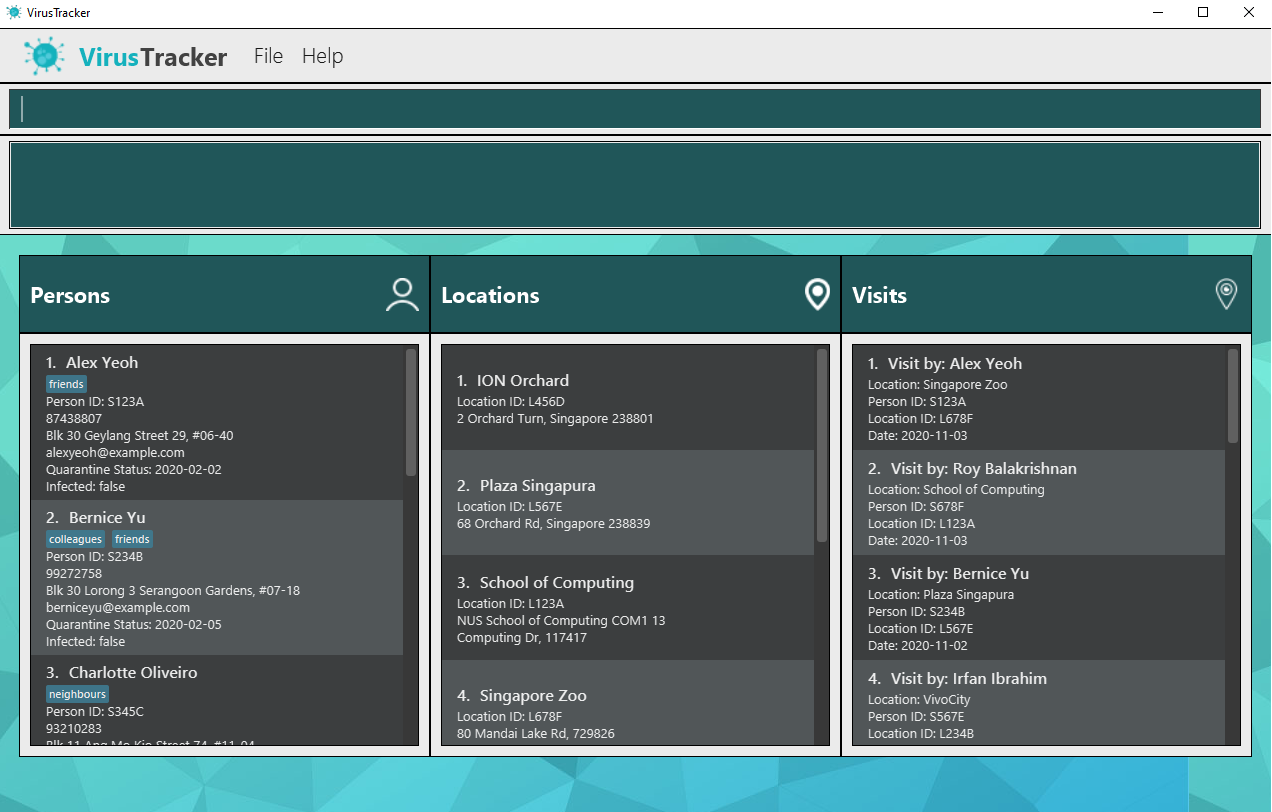 VirusTracker
VirusTracker File Help
Persons
1. Alex Yeoh
friends
Person ID: S123A
87438807
Blk 30 Geylang Street 29, #06-40
alexyeoh@example.com
Quarantine Status: 2020-02-02
Infected: false
2. Bernice Yu
colleagues friends
Person ID: S234B
99272758
Blk 30 Lorong 3 Serangoon Gardens, #07-18
berniceyu@example.com
Quarantine Status: 2020-02-05
Infected: false
3. Charlotte Oliveiro
neighbours
Person ID: S345C
93210283
Blk 11 Ang Mo Kio Street 74, #11-04
Locations
1. ION Orchard
Location ID: L456D
2 Orchard Turn, Singapore 238801
2. Plaza Singapura
Location ID: L567E
68 Orchard Rd, Singapore 238839
3. School of Computing
Location ID: L123A
NUS School of Computing COM1 13
Computing Dr, 117417
4. Singapore Zoo
Location ID: L678F
80 Mandai Lake Rd, 729826
Visits
1. Visit by: Alex Yeoh
Location: Singapore Zoo
Person ID: S123A
Location ID: L678F
Date: 2020-11-03
2. Visit by: Roy Balakrishnan
Location: School of Computing
Person ID: S678F
Location ID: L123A
Date: 2020-11-03
3. Visit by: Bernice Yu
Location: Plaza Singapura
Person ID: S234B
Location ID: L567E
Date: 2020-11-02
4. Visit by: Irfan Ibrahim
Location: VivoCity
Person ID: S567E
Location ID: L234B